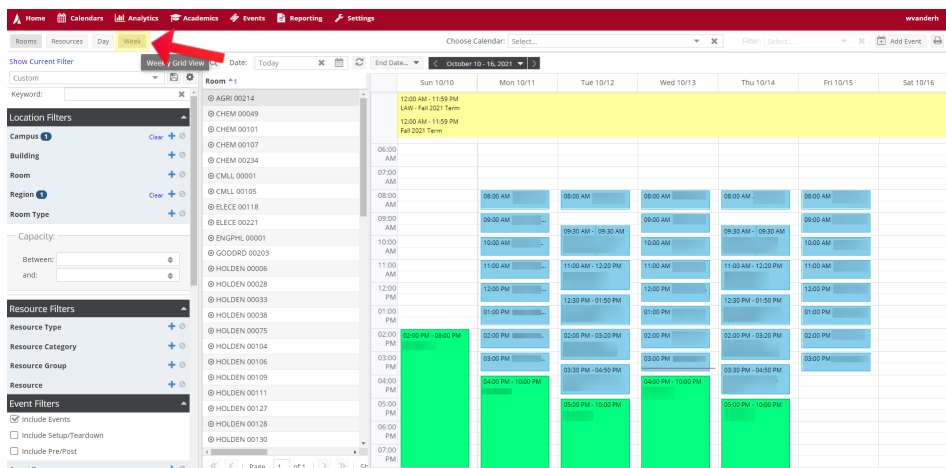 Home Calendars Analytics Academics Events Reporting Settings wvanderh
Rooms Resources Day Week Choose Calendar: Select... Filter: Select... Add Event
Show Current Filter
Weekly Grid View
Date: Today End Date... October 10 - 16, 2021
Custom
Keyword:
Location Filters
Campus 1 Clear
Building
Room
Region 1 Clear
Room Type
Capacity:
Between:
and:
Resource Filters
Resource Type
Resource Category
Resource Group
Resource
Event Filters
Include Events
Include Setup/Teardown
Include Pre/Post
Room 1
AGRI 00214
CHEM 00049
CHEM 00101
CHEM 00107
CHEM 00234
CMLL 00001
CMLL 00105
ELECE 00118
ELECE 00221
ENGPHL 00001
GODDRD 00203
HOLDEN 00006
HOLDEN 00028
HOLDEN 00033
HOLDEN 00038
HOLDEN 00075
HOLDEN 00104
HOLDEN 00106
HOLDEN 00109
HOLDEN 00111
HOLDEN 00127
HOLDEN 00128
HOLDEN 00130
Page 1 of 1
Sun 10/10 Mon 10/11 Tue 10/12 Wed 10/13 Thu 10/14 Fri 10/15 Sat 10/16
12:00 AM - 11:59 PM
LAW - Fall 2021 Term
12:00 AM - 11:59 PM
Fall 2021 Term
06:00
AM
07:00
AM
08:00 08:00 AM 08:00 AM 08:00 AM 08:00 AM 08:00 AM
AM
09:00 09:00 AM ... 09:00 AM 09:00 AM
AM
09:30 AM - 09:30 AM 09:30 AM - 09:30 AM
10:00 10:00 AM 10:00 AM 10:00 AM
AM
11:00 11:00 AM ... 11:00 AM - 12:20 PM 11:00 AM 11:00 AM - 12:20 PM 11:00 AM
AM
12:00 12:00 PM ... 12:00 PM 12:00 PM
PM
12:30 PM - 01:50 PM 12:30 PM - 01:50 PM
01:00 01:00 PM 01:00 PM 01:00 PM
PM
02:00 02:00 PM - 08:00 PM 02:00 PM 02:00 PM - 03:20 PM 02:00 PM 02:00 PM - 03:20 PM 02:00 PM
PM
03:00 03:00 PM ... 03:00 PM 03:00 PM
PM
03:30 PM - 04:50 PM 03:30 PM - 04:50 PM
04:00 04:00 PM - 10:00 PM 04:00 PM - 10:00 PM
PM
05:00 05:00 PM - 10:00 PM 05:00 PM - 10:00 PM
PM
06:00
PM
07:00
PM